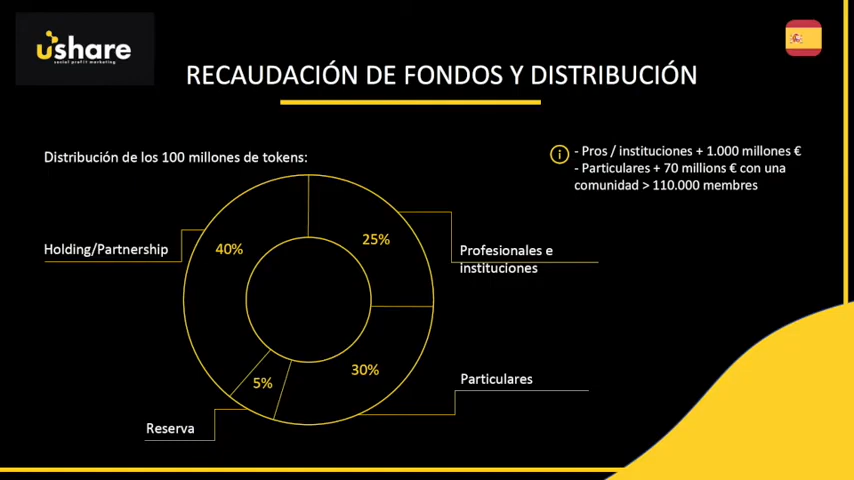 ushare
social profit marketing
RECAUDACIÓN DE FONDOS Y DISTRIBUCIÓN
Distribución de los 100 millones de tokens:
- Pros / instituciones + 1.000 millones €
- Particulares + 70 millions € con una
comunidad > 110.000 membres
Holding/Partnership
40%
25%
Profesionales e
instituciones
5%
30%
Particulares
Reserva